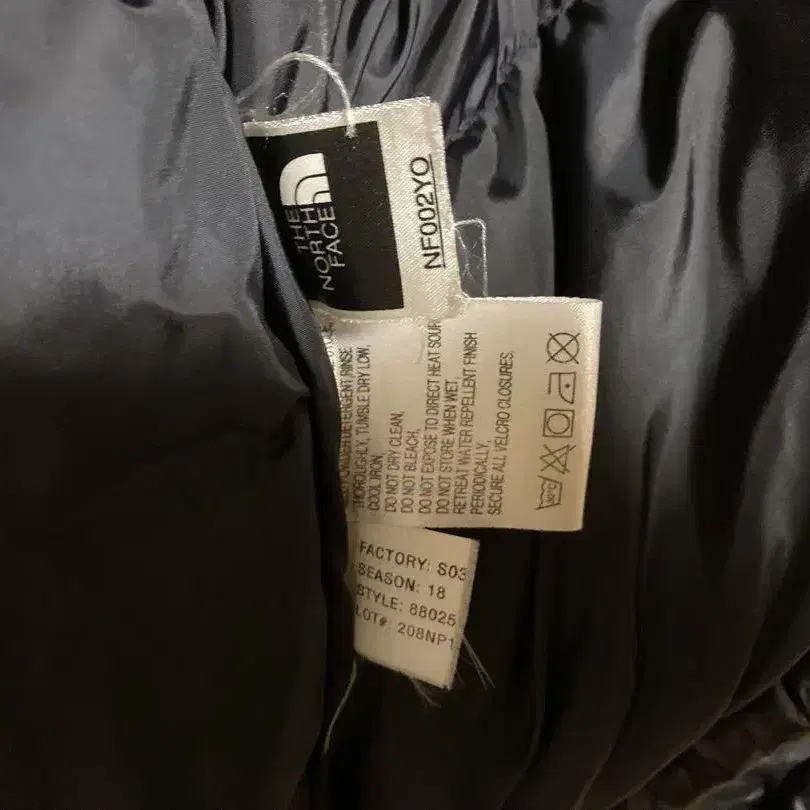 THE
NORTH
FACE
NF002YO
DETERGENT,RINSE
THOROUGHLY, TUMBLE DRY LOW,
COOL IRON,
DO NOT DRY CLEAN,
DO NOT BLEACH,
DO NOT EXPOSE TO DIRECT HEAT SOUR
DO NOT STORE WHEN WET,
RETREAT WATER REPELLENT FINISH
PERIODICALLY,
SECURE ALL VELCRO CLOSURES.
FACTORY: S03
SEASON: 18
STYLE: 88025
LOT#: 208NP1